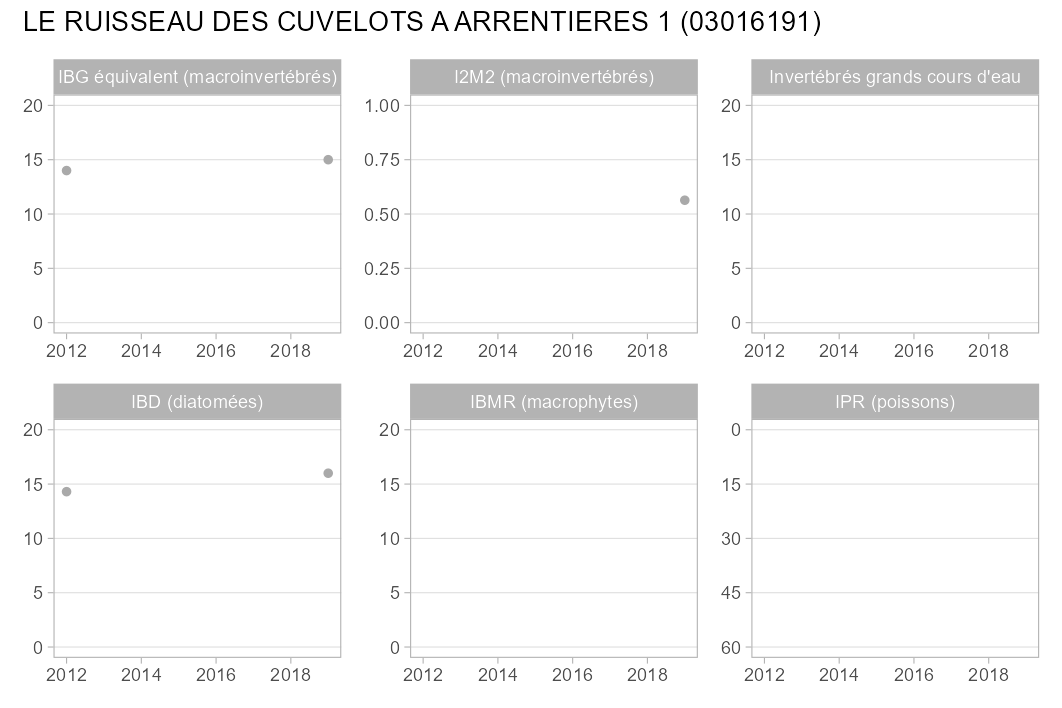 LE RUISSEAU DES CUVELOTS A ARRENTIERES 1 (03016191)
IBG équivalent (macroinvertébrés)
20
15
10
5
0
2012 2014 2016 2018
I2M2 (macroinvertébrés)
1.00
0.75
0.50
0.25
0.00
2012 2014 2016 2018
Invertébrés grands cours d'eau
20
15
10
5
0
2012 2014 2016 2018
IBD (diatomées)
20
15
10
5
0
2012 2014 2016 2018
IBMR (macrophytes)
20
15
10
5
0
2012 2014 2016 2018
IPR (poissons)
0
15
30
45
60
2012 2014 2016 2018